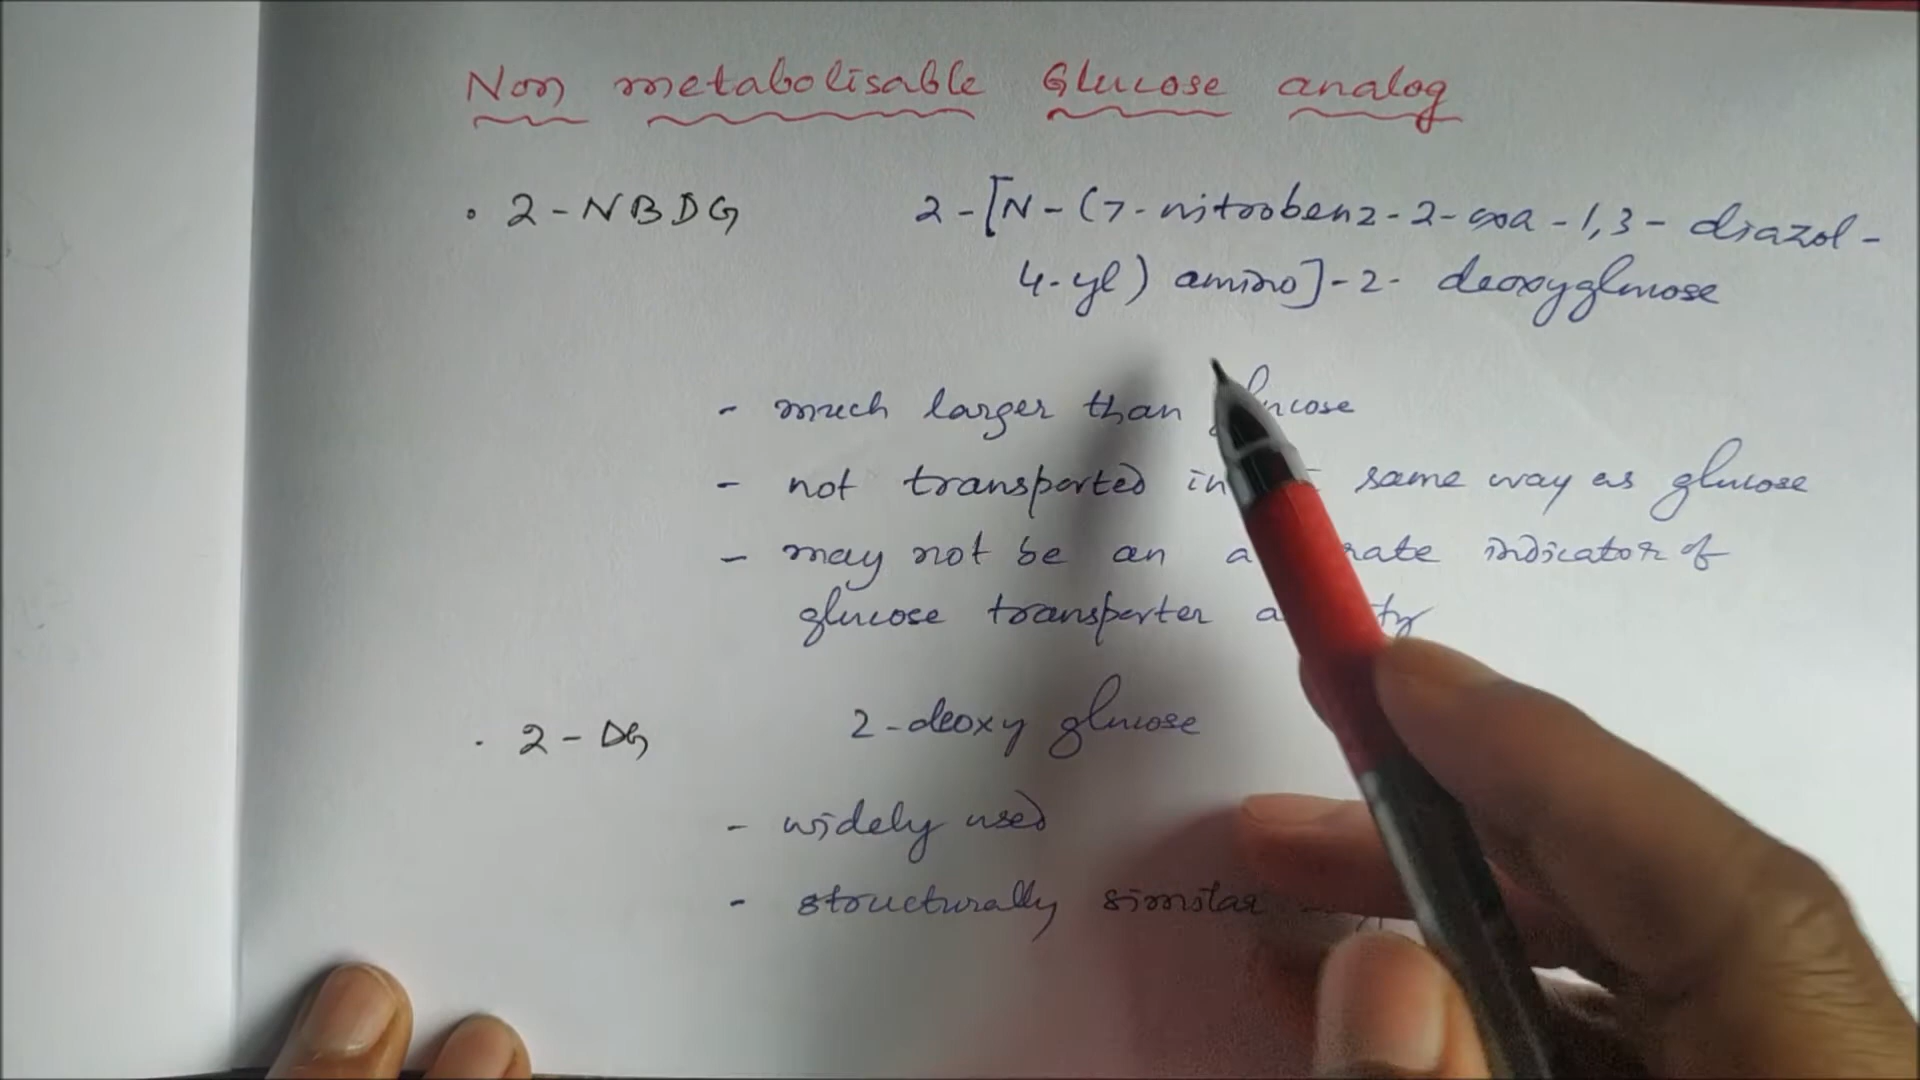 Non metabolisable Glucose analog
• 2-NBDG 2-[N-(7-nitrobenz-2-oxa-1,3-diazol-
4-yl) amino]-2-deoxyglucose
- much larger than glucose
- not transported in same way as glucose
- may not be an indicator of
glucose transporter
• 2-DG 2-deoxy glucose
- widely used
- structurally similar